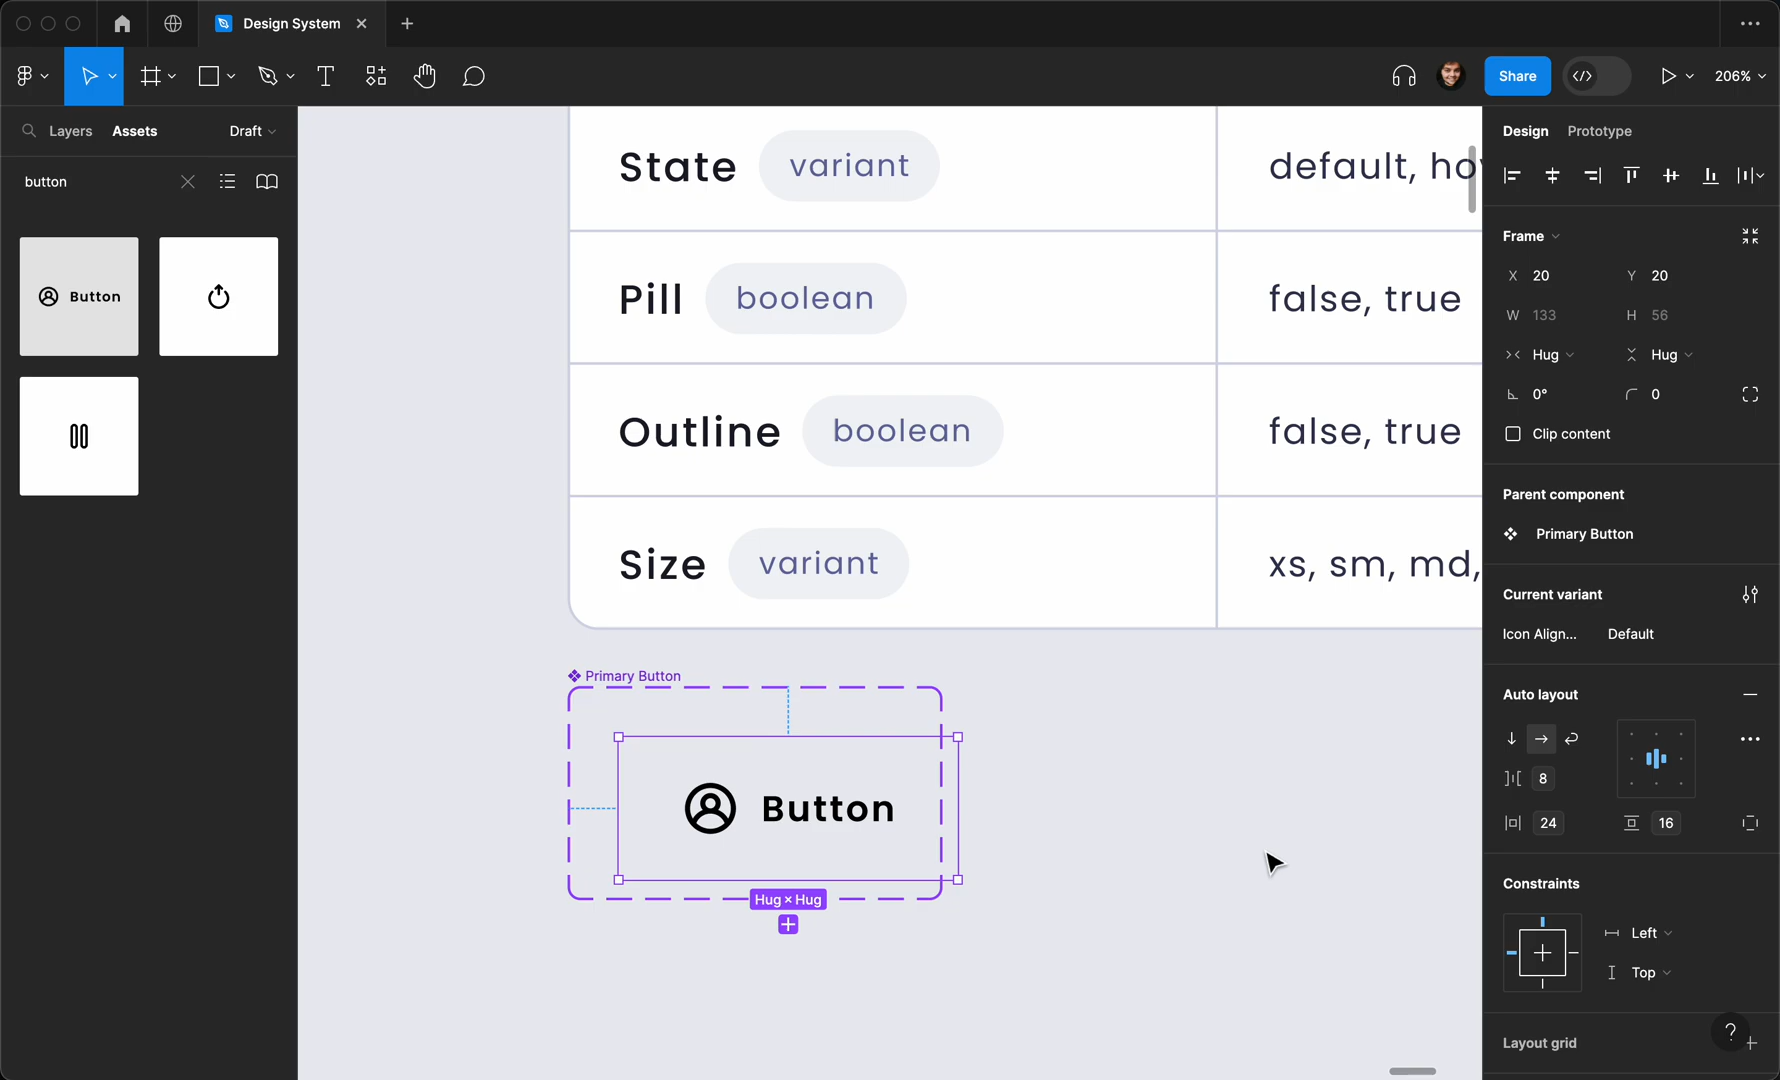 Design System
Share
206%
Layers
Assets
Draft
button
Button
State
variant
default, ho
Pill
boolean
false, true
Outline
boolean
false, true
Size
variant
xs, sm, md,
Primary Button
Button
Hug × Hug
Design
Prototype
Frame
X 20
Y 20
W 133
H 56
Hug
Hug
0°
0
Clip content
Parent component
Primary Button
Current variant
Icon Align...
Default
Auto layout
8
24
16
Constraints
Left
Top
Layout grid
?